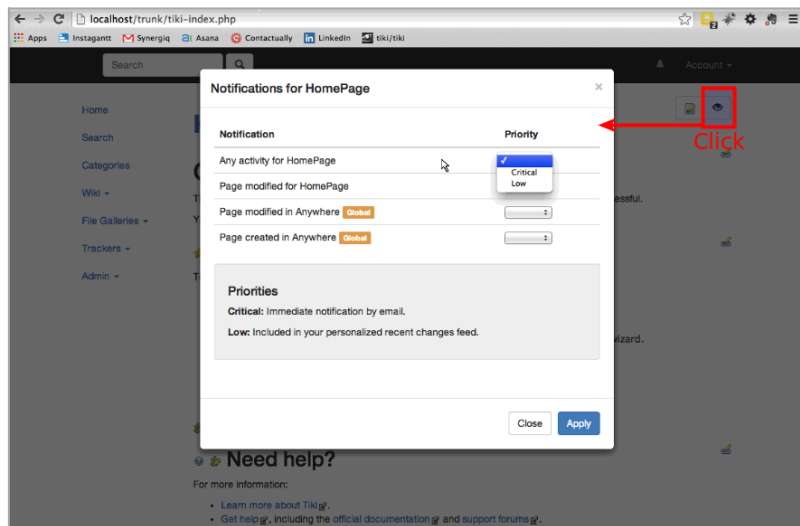 localhost/trunk/tiki-index.php
Apps Instagantt Synergiq Asana Contactually LinkedIn tiki/tiki
Search Account
Notifications for HomePage ×
Click
Home
Search
Categories
Wiki
File Galleries
Trackers
Admin
Notification Priority
Any activity for HomePage
Critical
Low
Page modified for HomePage
Page modified in Anywhere Global
Page created in Anywhere Global
Priorities
Critical: Immediate notification by email.
Low: Included in your personalized recent changes feed.
Close Apply
Need help?
For more information:
Learn more about Tiki.
Get help, including the official documentation and support forums.